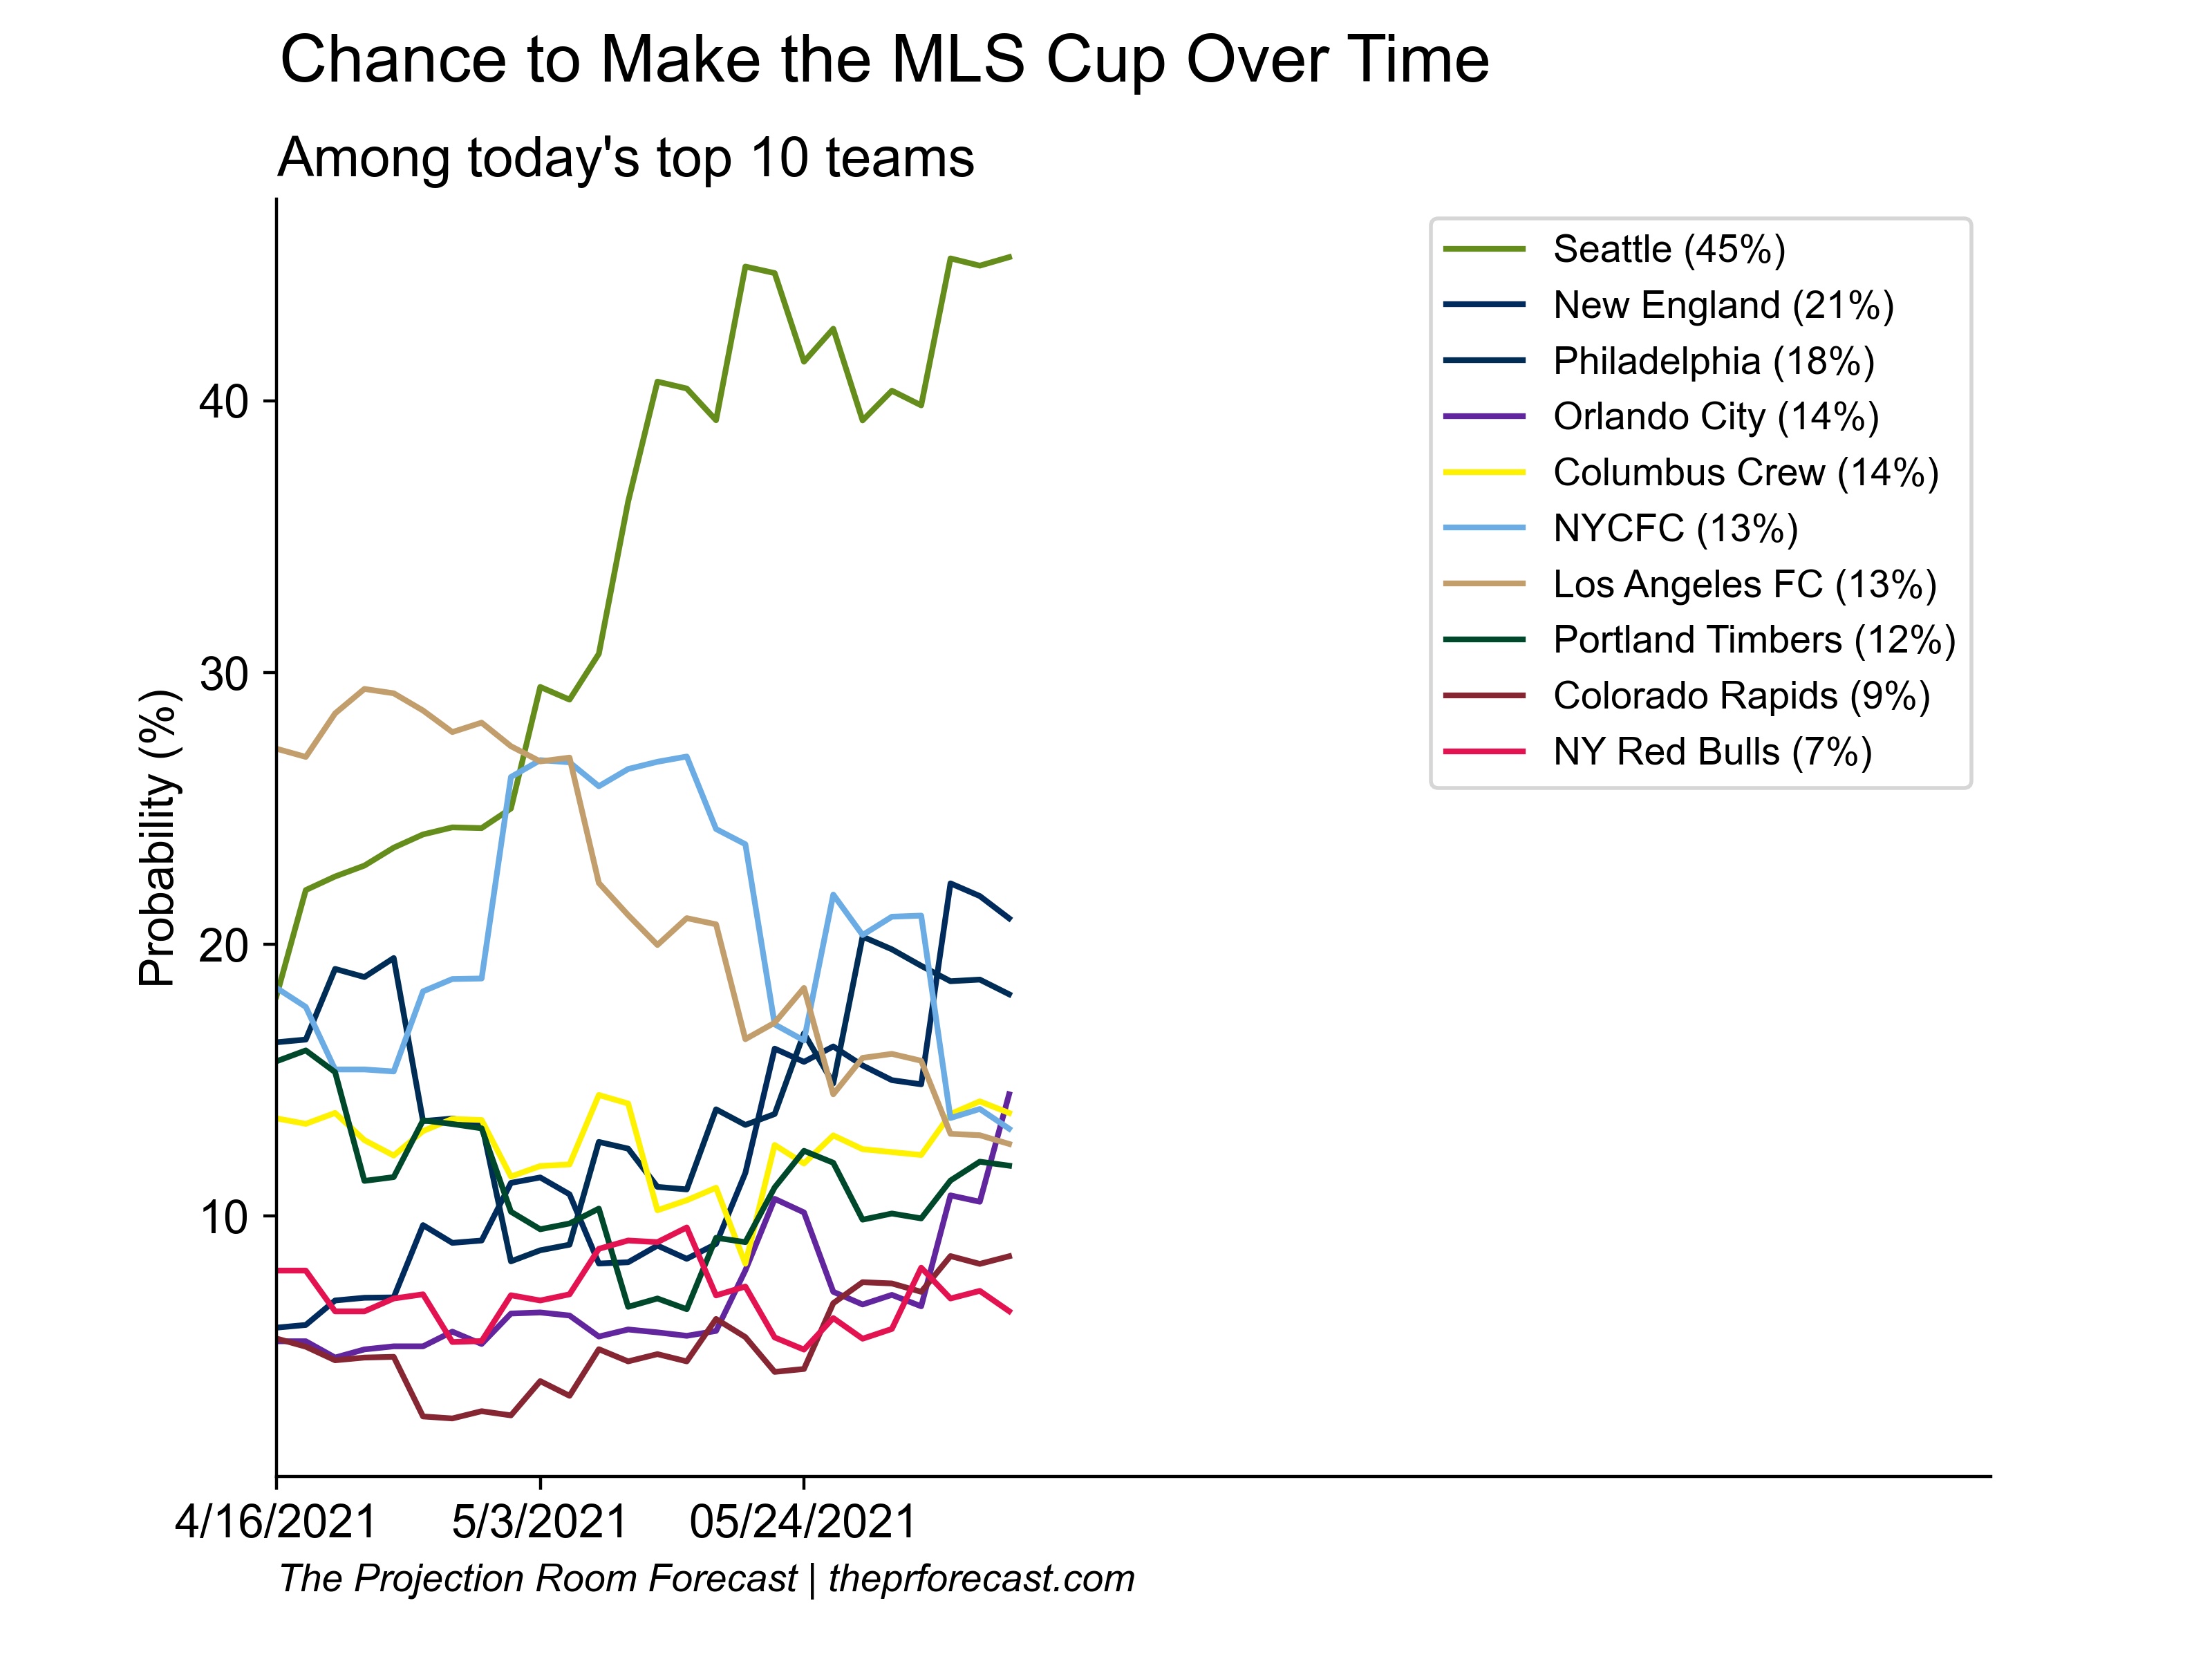 Chance to Make the MLS Cup Over Time
Among today's top 10 teams
Seattle (45%)
New England (21%)
Philadelphia (18%)
Orlando City (14%)
Columbus Crew (14%)
NYCFC (13%)
Los Angeles FC (13%)
Portland Timbers (12%)
Colorado Rapids (9%)
NY Red Bulls (7%)
Probability (%)
40
30
20
10
4/16/2021 5/3/2021 05/24/2021
The Projection Room Forecast | theprforecast.com